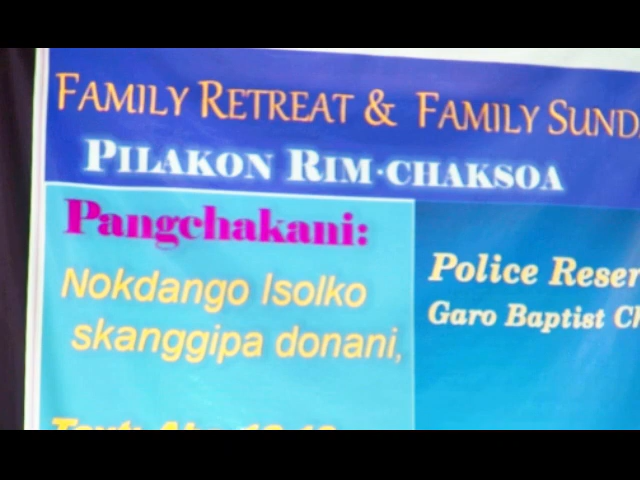 FAMILY RETREAT & FAMILY SUND
PILAKON RIM-CHAKSOA
Pangchakani:
Nokdango Isolko
skanggipa donani,
Police Reser
Garo Baptist Ch